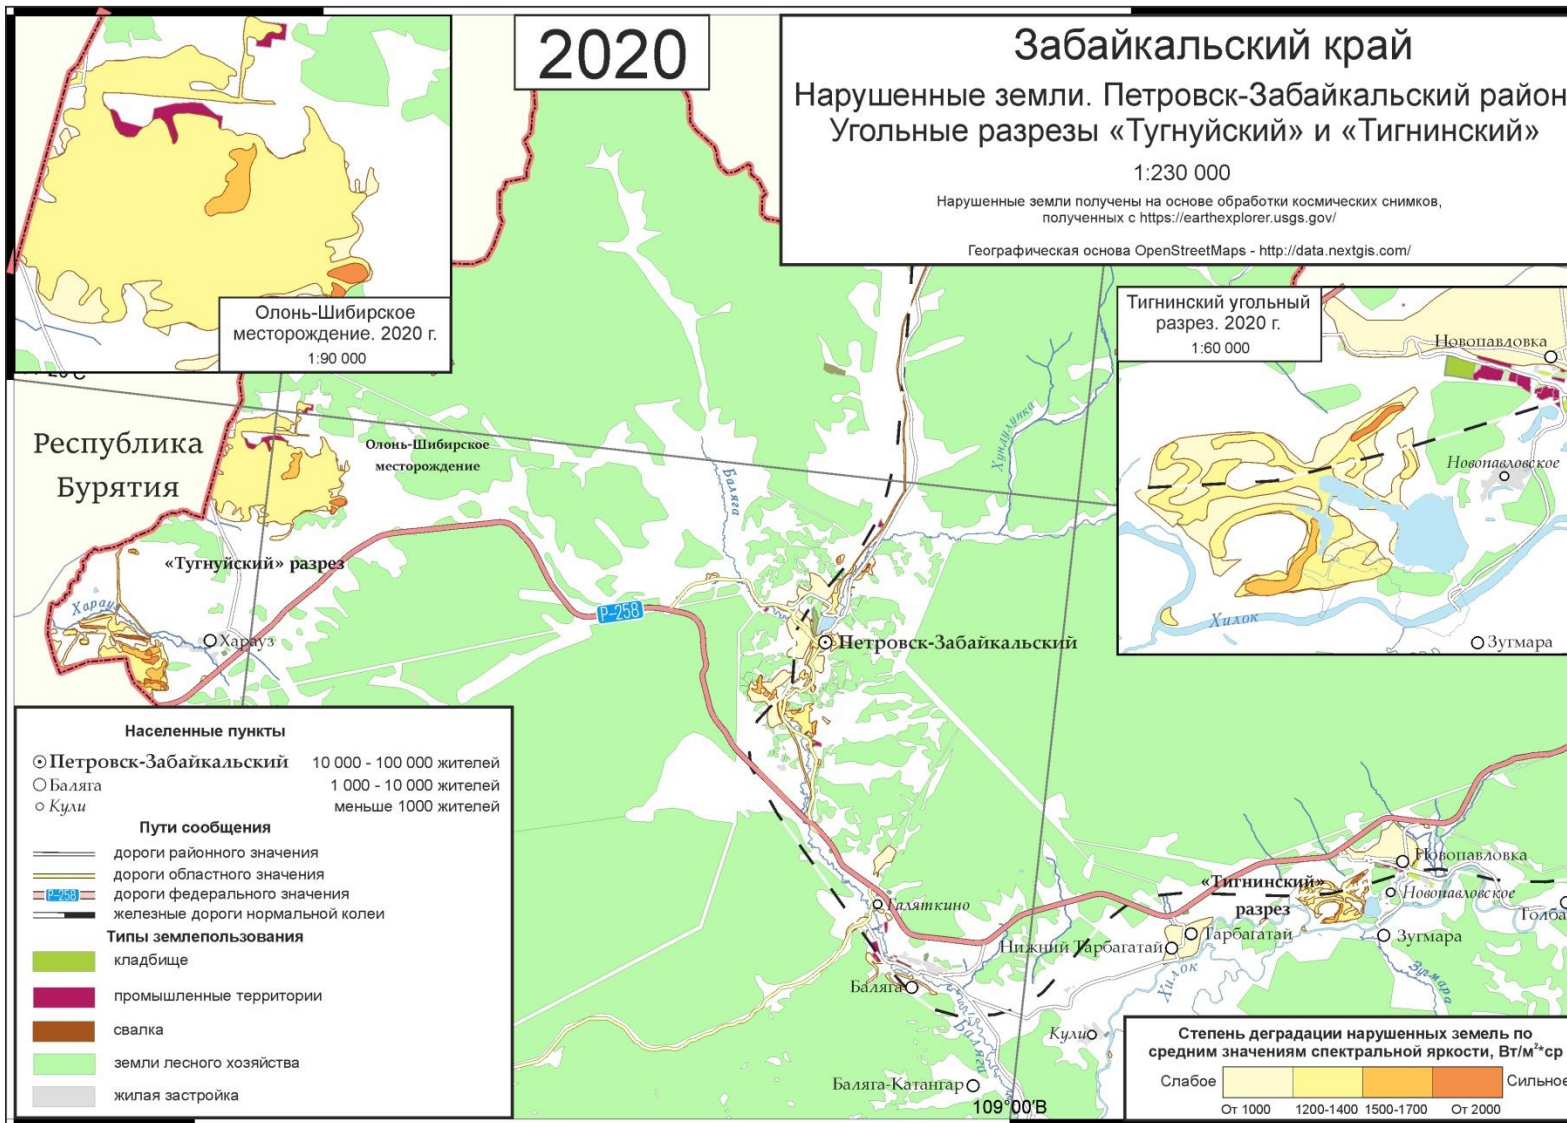 2020
Забайкальский край
Нарушенные земли. Петровск-Забайкальский район
Угольные разрезы «Тугнуйский» и «Тигнинский»
1:230 000
Нарушенные земли получены на основе обработки космических снимков,
полученных с https://earthexplorer.usgs.gov/
Географическая основа OpenStreetMaps - http://data.nextgis.com/
Олонь-Шибирское
месторождение. 2020 г.
1:90 000
Тигнинский угольный
разрез. 2020 г.
1:60 000
Новопавловка
Новопавловское
Хилок
Зугмара
Республика
Бурятия
Олонь-Шибирское
месторождение
«Тугнуйский» разрез
Харауз
Харауз
Р-258
Баляга
Хундулунка
Петровск-Забайкальский
Галяткино
Нижний Тарбагатай
Тарбагатай
«Тигнинский»
разрез
Новопавловка
Новопавловское
Толба
Зугмара
Зугмара
Хилок
Баляга
Баляга
Кули
Баляга-Катангар
109°00'В
Населенные пункты
Петровск-Забайкальский 10 000 - 100 000 жителей
Баляга 1 000 - 10 000 жителей
Кули меньше 1000 жителей
Пути сообщения
дороги районного значения
дороги областного значения
Р-258 дороги федерального значения
железные дороги нормальной колеи
Типы землепользования
кладбище
промышленные территории
свалка
земли лесного хозяйства
жилая застройка
Степень деградации нарушенных земель по
средним значениям спектральной яркости, Вт/м²*ср
Слабое Сильное
От 1000 1200-1400 1500-1700 От 2000